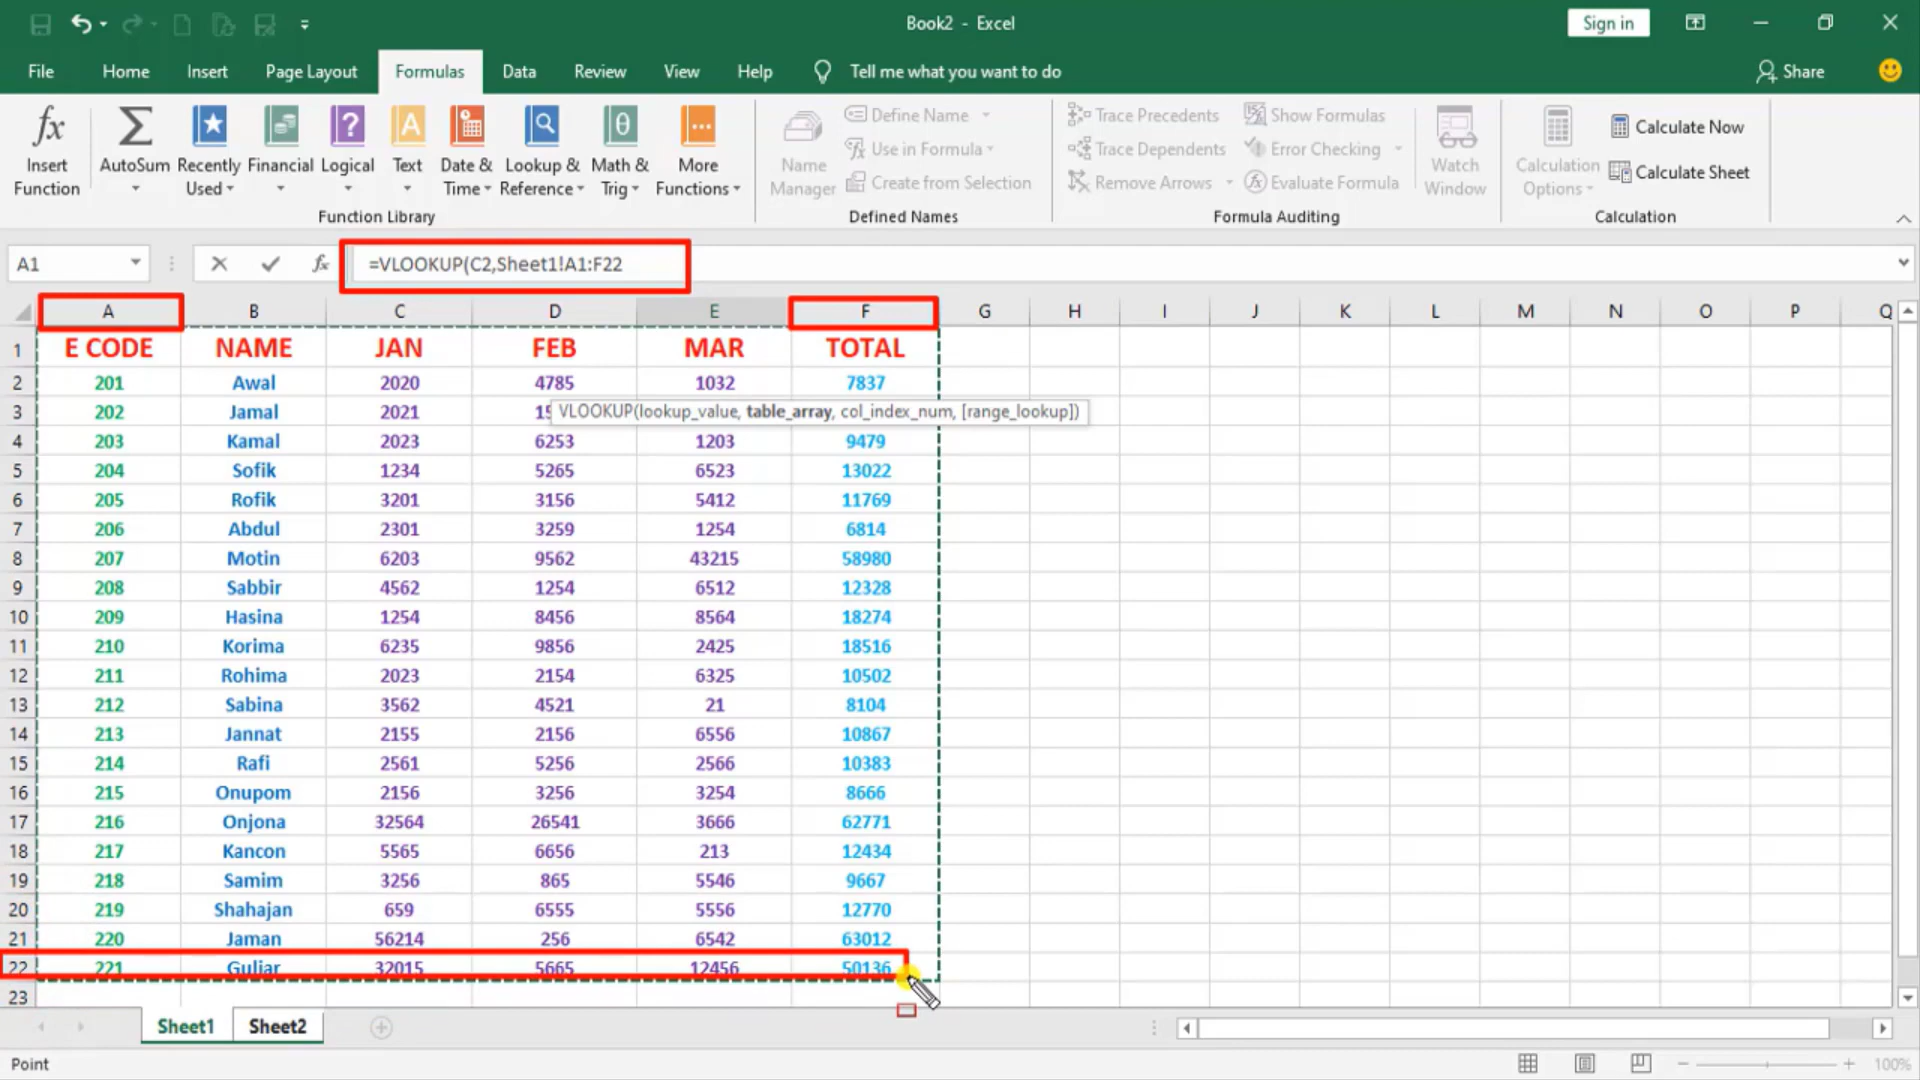 Book2 - Excel
Sign in
File Home Insert Page Layout Formulas Data Review View Help Tell me what you want to do Share
fx Insert Function
AutoSum
Recently Used
Financial
Logical
Text
Date & Time
Lookup & Reference
Math & Trig
More Functions
Function Library
Name Manager
Define Name
Use in Formula
Create from Selection
Defined Names
Trace Precedents
Trace Dependents
Remove Arrows
Show Formulas
Error Checking
Evaluate Formula
Formula Auditing
Watch Window
Calculation Options
Calculate Now
Calculate Sheet
Calculation
A1 fx =VLOOKUP(C2,Sheet1!A1:F22
A B C D E F G H I J K L M N O P Q
1 E CODE NAME JAN FEB MAR TOTAL
2 201 Awal 2020 4785 1032 7837
3 202 Jamal 2021 15
VLOOKUP(lookup_value, table_array, col_index_num, [range_lookup])
4 203 Kamal 2023 6253 1203 9479
5 204 Sofik 1234 5265 6523 13022
6 205 Rofik 3201 3156 5412 11769
7 206 Abdul 2301 3259 1254 6814
8 207 Motin 6203 9562 43215 58980
9 208 Sabbir 4562 1254 6512 12328
10 209 Hasina 1254 8456 8564 18274
11 210 Korima 6235 9856 2425 18516
12 211 Rohima 2023 2154 6325 10502
13 212 Sabina 3562 4521 21 8104
14 213 Jannat 2155 2156 6556 10867
15 214 Rafi 2561 5256 2566 10383
16 215 Onupom 2156 3256 3254 8666
17 216 Onjona 32564 26541 3666 62771
18 217 Kancon 5565 6656 213 12434
19 218 Samim 3256 865 5546 9667
20 219 Shahajan 659 6555 5556 12770
21 220 Jaman 56214 256 6542 63012
22 221 Guljar 32015 5665 12456 50136
23
Sheet1 Sheet2
Point
100%